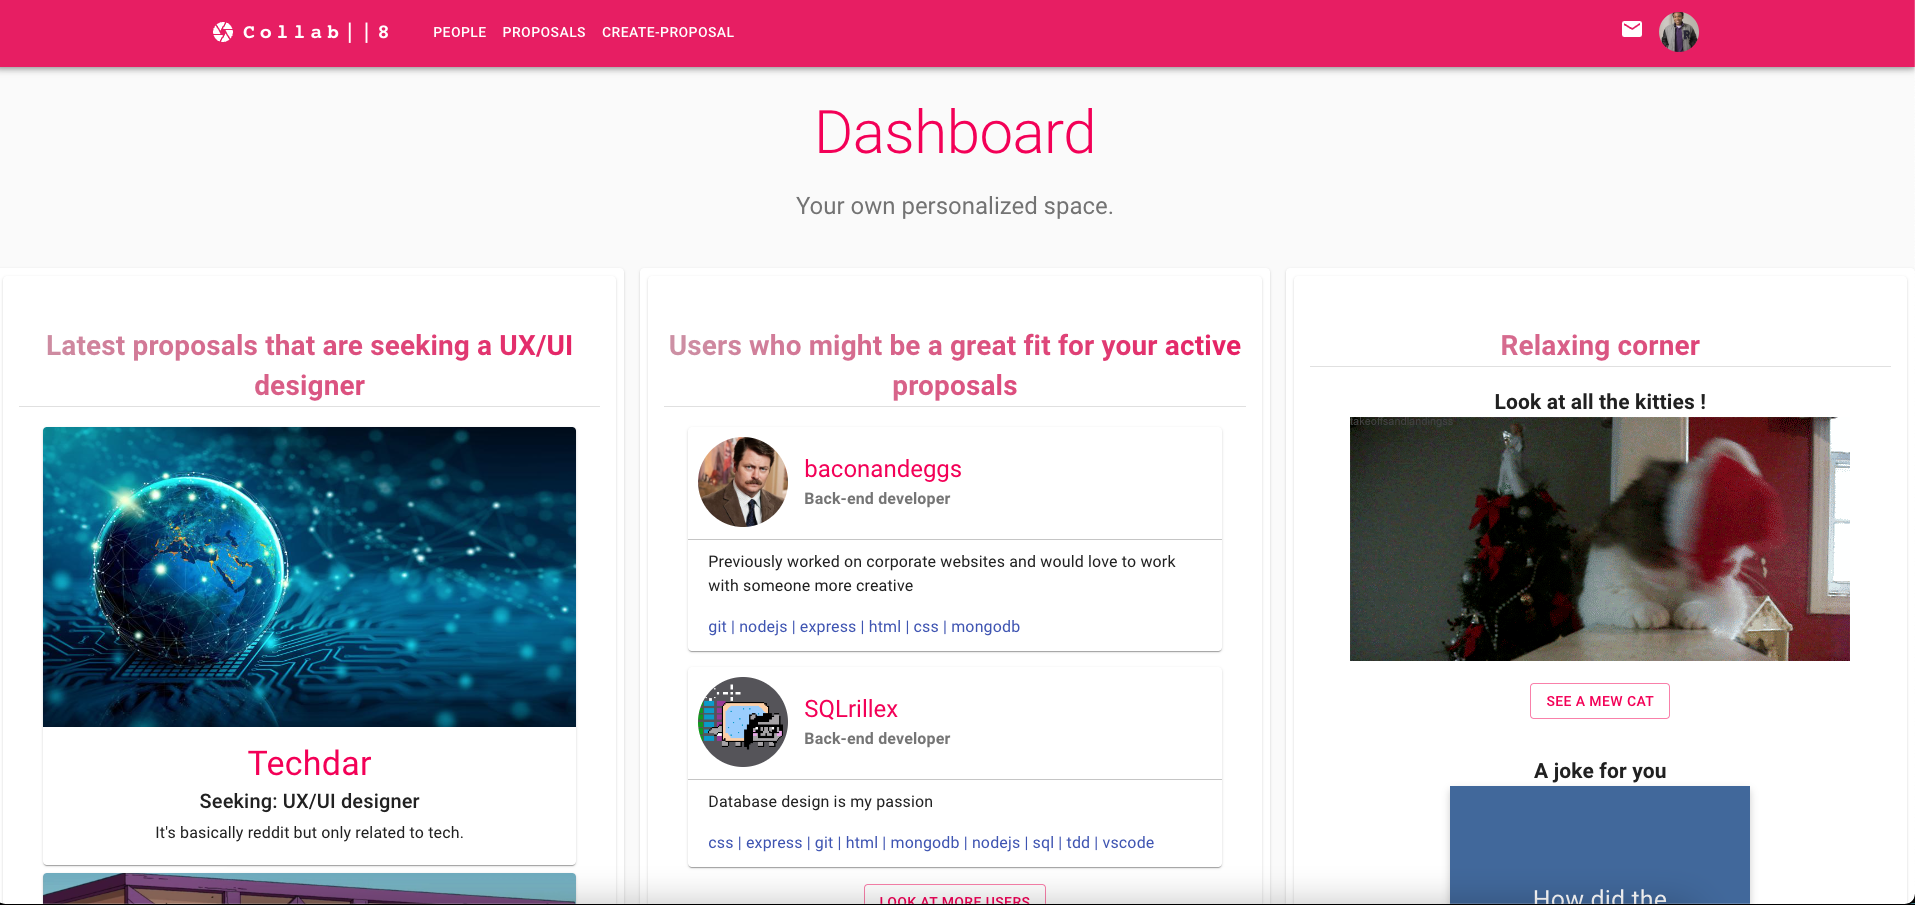 Collab||8
PEOPLE PROPOSALS CREATE-PROPOSAL
Dashboard
Your own personalized space.
Latest proposals that are seeking a UX/UI
designer
Techdar
Seeking: UX/UI designer
It's basically reddit but only related to tech.
Users who might be a great fit for your active
proposals
baconandeggs
Back-end developer
Previously worked on corporate websites and would love to work
with someone more creative
git | nodejs | express | html | css | mongodb
SQLrillex
Back-end developer
Database design is my passion
css | express | git | html | mongodb | nodejs | sql | tdd | vscode
LOOK AT MORE USERS
Relaxing corner
Look at all the kitties !
takeoffsandlandingss
SEE A MEW CAT
A joke for you
How did the